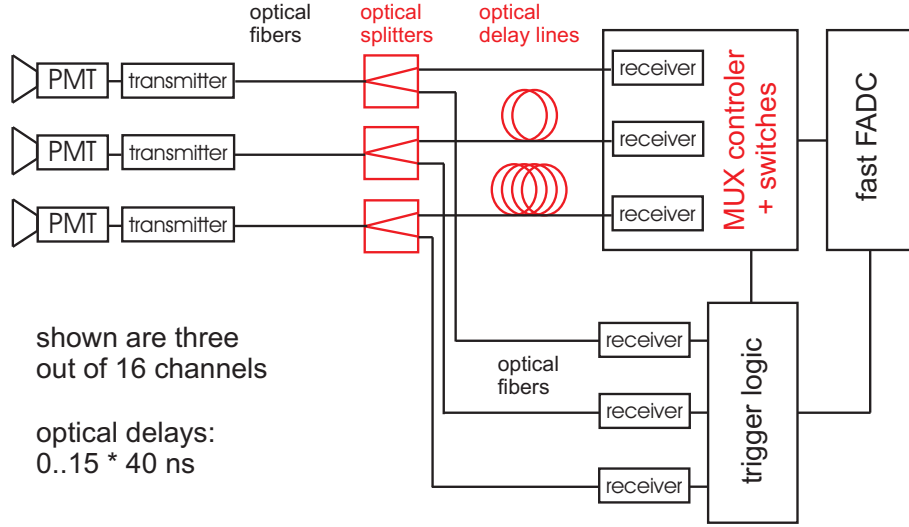 optical
fibers
optical
splitters
optical
delay lines
PMT
transmitter
receiver
PMT
transmitter
receiver
PMT
transmitter
receiver
MUX controler
+ switches
fast FADC
shown are three
out of 16 channels
optical delays:
0..15 * 40 ns
optical
fibers
receiver
receiver
receiver
trigger logic